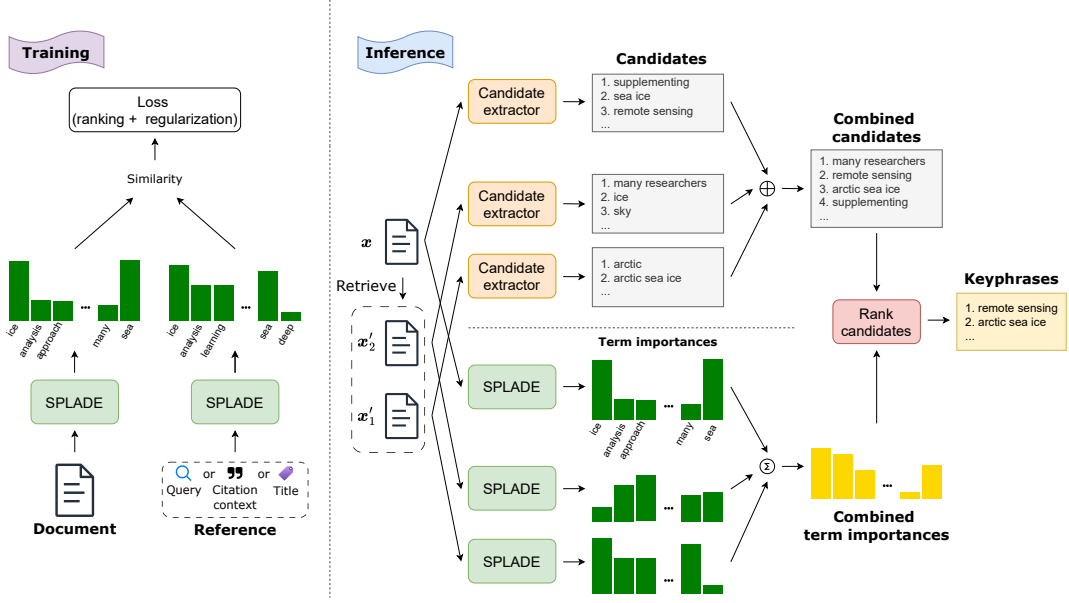 Training
Loss
(ranking + regularization)
Similarity
ice
analysis
approach
...
many
sea
ice
analysis
learning
...
sea
deep
SPLADE
SPLADE
Query or Citation context or Title
Document
Reference
Inference
x
Retrieve
x′2
x′1
Candidate
extractor
Candidate
extractor
Candidate
extractor
Candidates
1. supplementing
2. sea ice
3. remote sensing
...
1. many researchers
2. ice
3. sky
...
1. arctic
2. arctic sea ice
...
⊕
Combined
candidates
1. many researchers
2. remote sensing
3. arctic sea ice
4. supplementing
...
Rank
candidates
Keyphrases
1. remote sensing
2. arctic sea ice
...
Term importances
SPLADE
ice
analysis
approach
...
many
sea
SPLADE
...
SPLADE
...
Σ
...
Combined
term importances